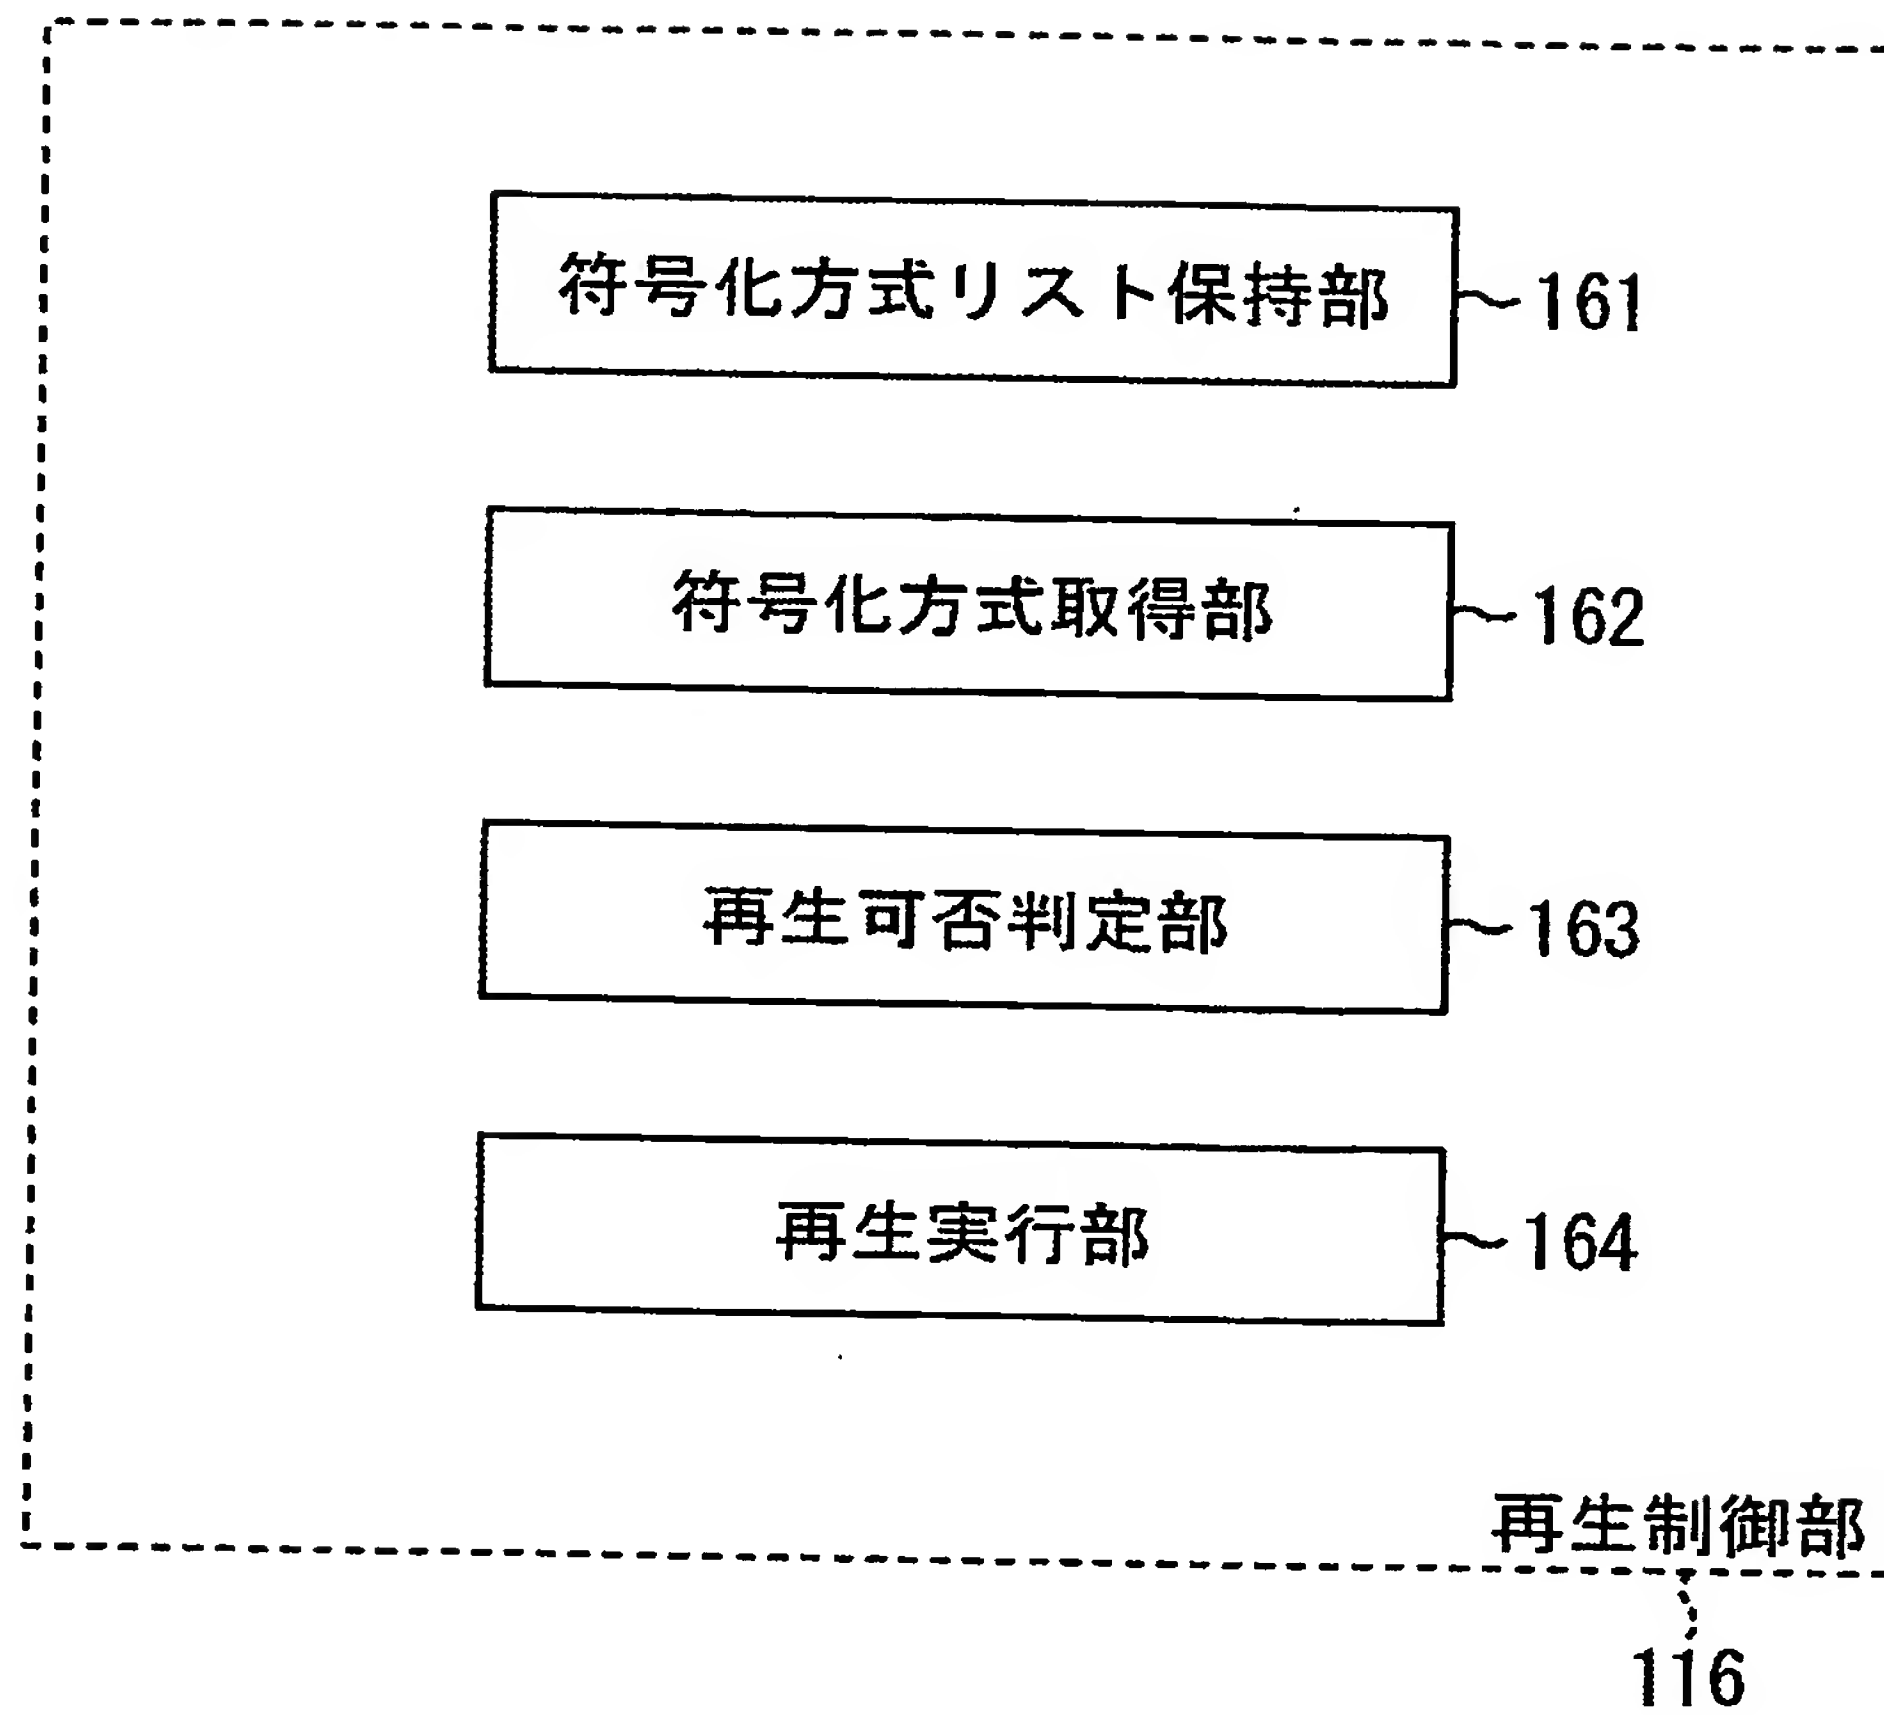 符号化方式リスト保持部 161
符号化方式取得部 162
再生可否判定部 163
再生実行部 164
再生制御部
116